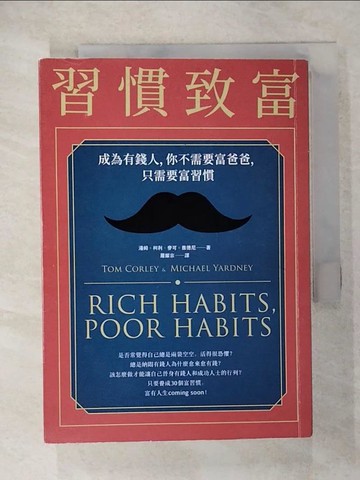 習慣致富
成為有錢人,你不需要富爸爸,
只需要富習慣
湯姆·柯利、麥可·雅德尼——著
羅耀宗——譯
TOM CORLEY & MICHAEL YARDNEY
RICH HABITS,
POOR HABITS
是否常覺得自己總是兩袋空空,活得很恐懼?
總是納悶有錢人為什麼愈來愈有錢?
該怎麼做才能讓自己晉身有錢人和成功人士的行列?
只要養成30個富習慣,
富有人生coming soon!